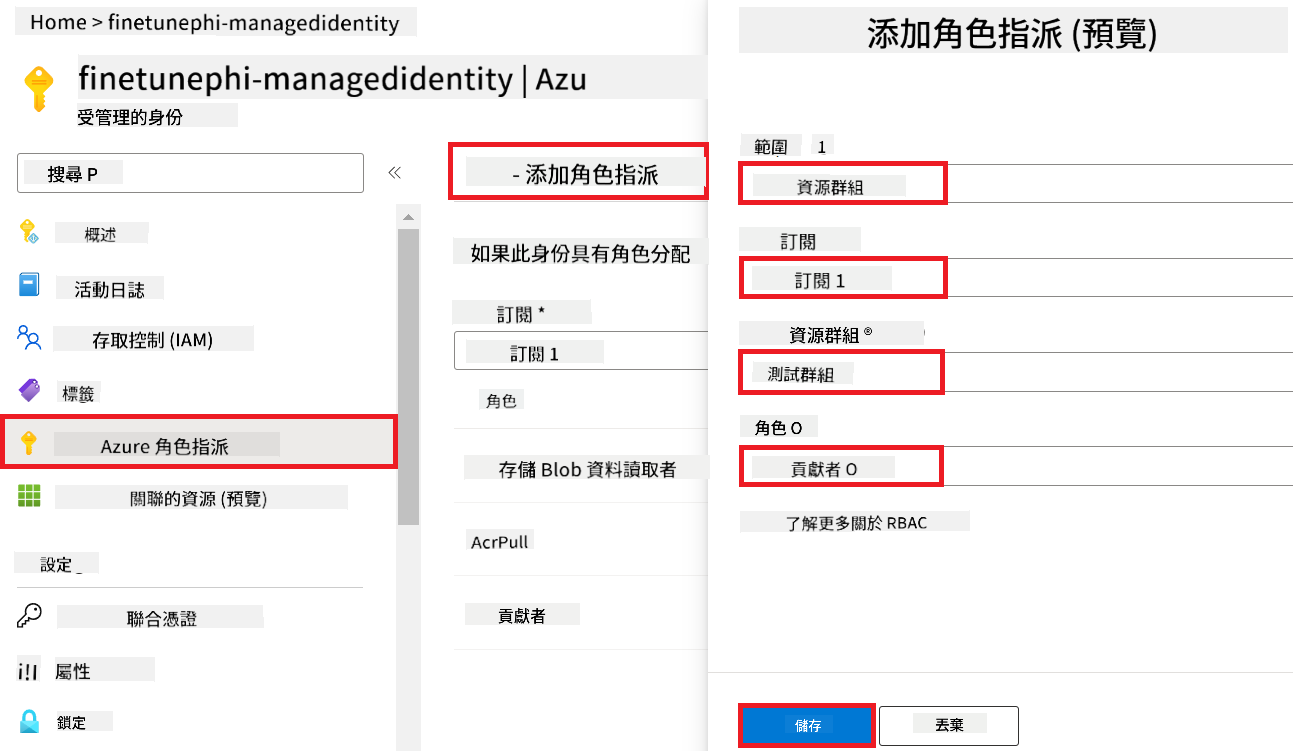 Home > finetunephi-managedidentity
finetunephi-managedidentity | Azu
受管理的身份
搜尋 P
概述
活動日誌
存取控制 (IAM)
標籤
Azure 角色指派
關聯的資源 (預覽)
設定
聯合憑證
屬性
鎖定
- 添加角色指派
如果此身份具有角色分配
訂閱 *
訂閱 1
角色
存儲 Blob 資料讀取者
AcrPull
貢獻者
添加角色指派 (預覽)
範圍 1
資源群組
訂閱
訂閱 1
資源群組 ®
測試群組
角色 O
貢獻者 O
了解更多關於 RBAC
儲存
丟棄